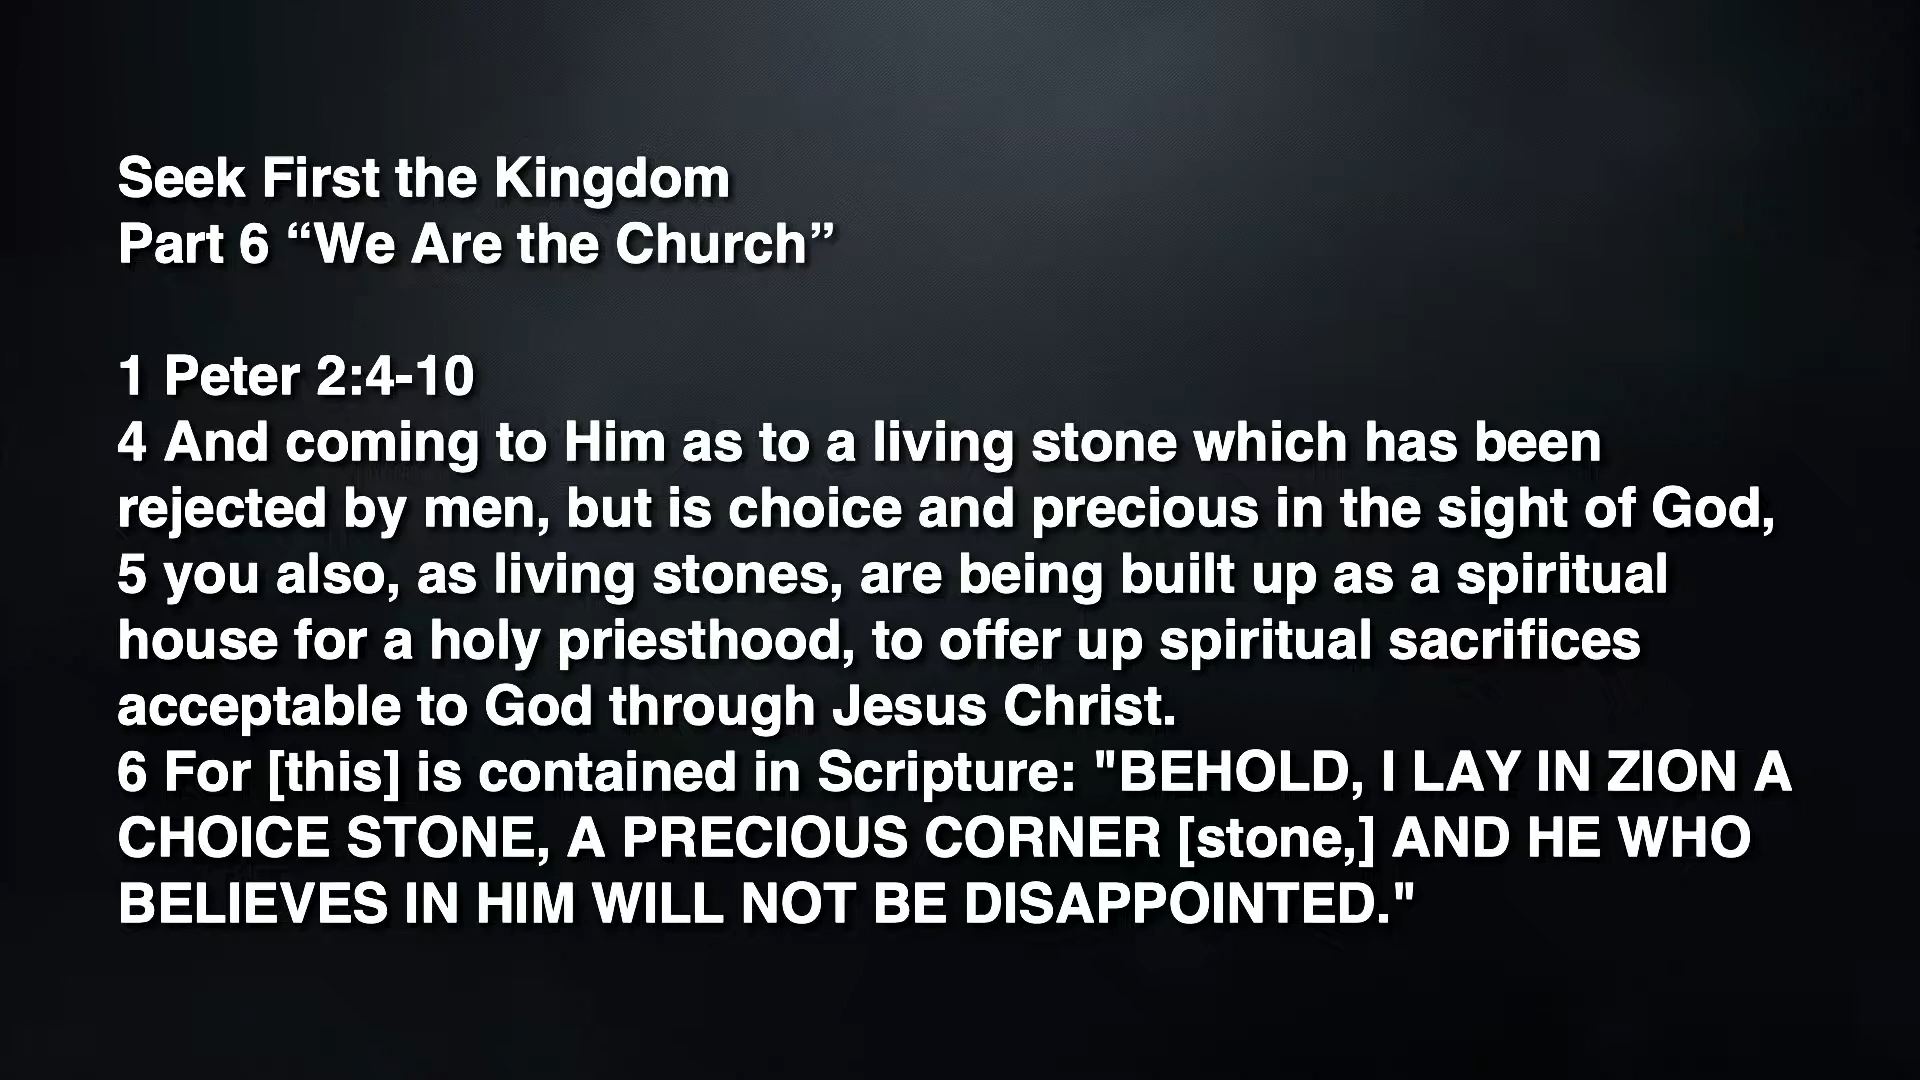 Seek First the Kingdom
Part 6 “We Are the Church”
1 Peter 2:4-10
4 And coming to Him as to a living stone which has been
rejected by men, but is choice and precious in the sight of God,
5 you also, as living stones, are being built up as a spiritual
house for a holy priesthood, to offer up spiritual sacrifices
acceptable to God through Jesus Christ.
6 For [this] is contained in Scripture: "BEHOLD, I LAY IN ZION A
CHOICE STONE, A PRECIOUS CORNER [stone,] AND HE WHO
BELIEVES IN HIM WILL NOT BE DISAPPOINTED."